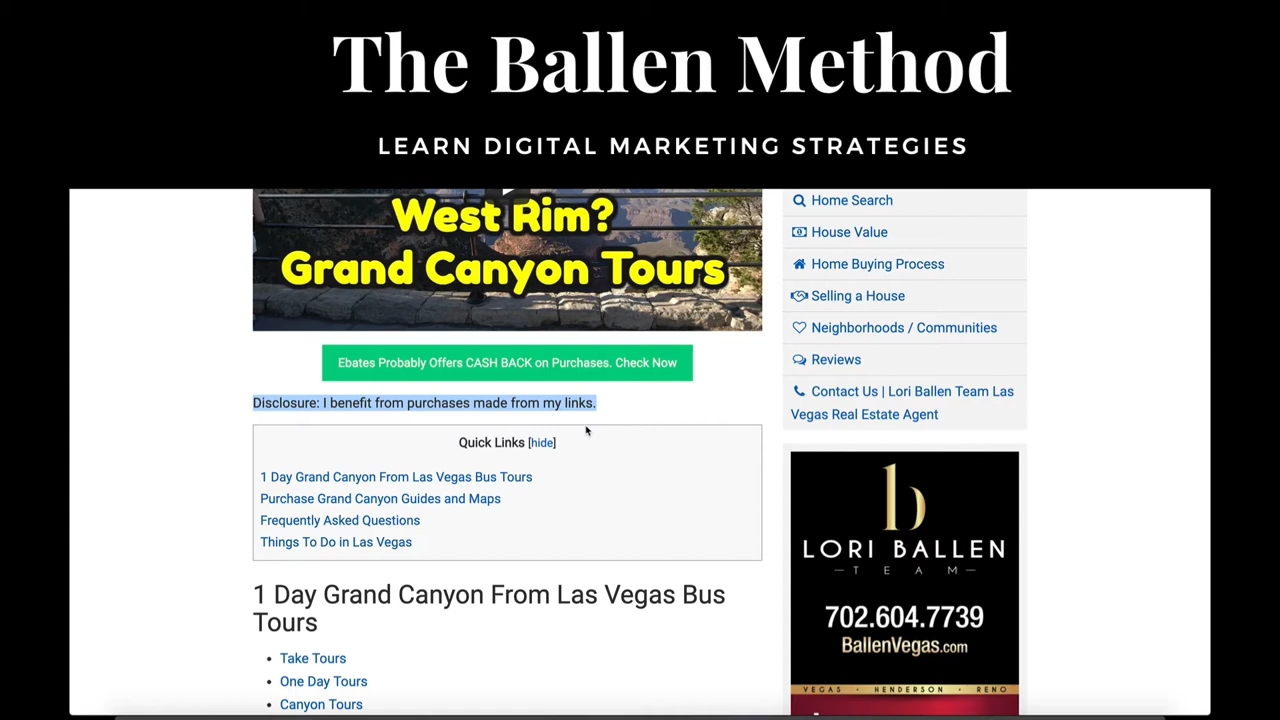 The Ballen Method
LEARN DIGITAL MARKETING STRATEGIES
West Rim?
Grand Canyon Tours
Ebates Probably Offers CASH BACK on Purchases. Check Now
Disclosure: I benefit from purchases made from my links.
Quick Links [hide]
1 Day Grand Canyon From Las Vegas Bus Tours
Purchase Grand Canyon Guides and Maps
Frequently Asked Questions
Things To Do in Las Vegas
1 Day Grand Canyon From Las Vegas Bus
Tours
Take Tours
One Day Tours
Canyon Tours
Home Search
House Value
Home Buying Process
Selling a House
Neighborhoods / Communities
Reviews
Contact Us | Lori Ballen Team Las
Vegas Real Estate Agent
LORI BALLEN
TEAM
702.604.7739
BallenVegas.com
VEGAS • HENDERSON • RENO